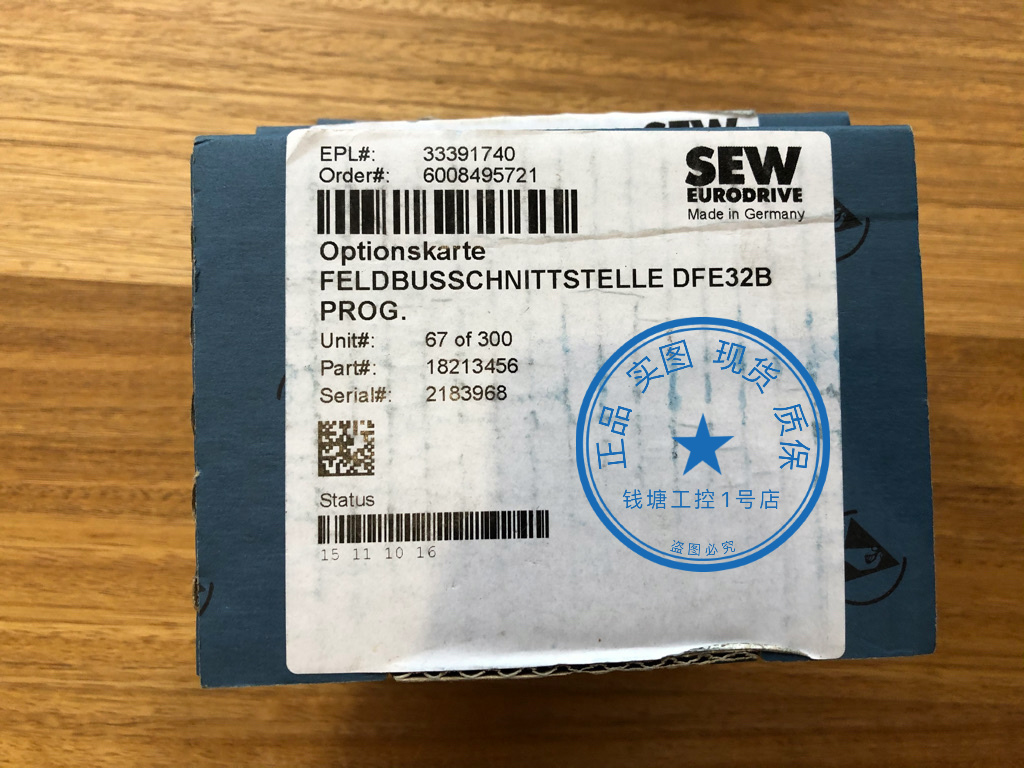 SEW
EPL#: 33391740
Order#: 6008495721
SEW
EURODRIVE
Made in Germany
Optionskarte
FELDBUSSCHNITTSTELLE DFE32B
PROG.
Unit#: 67 of 300
Part#: 18213456
Serial#: 2183968
Status
15 11 10 16
正品 实图 现货 质保
钱塘工控1号店
盗图必究